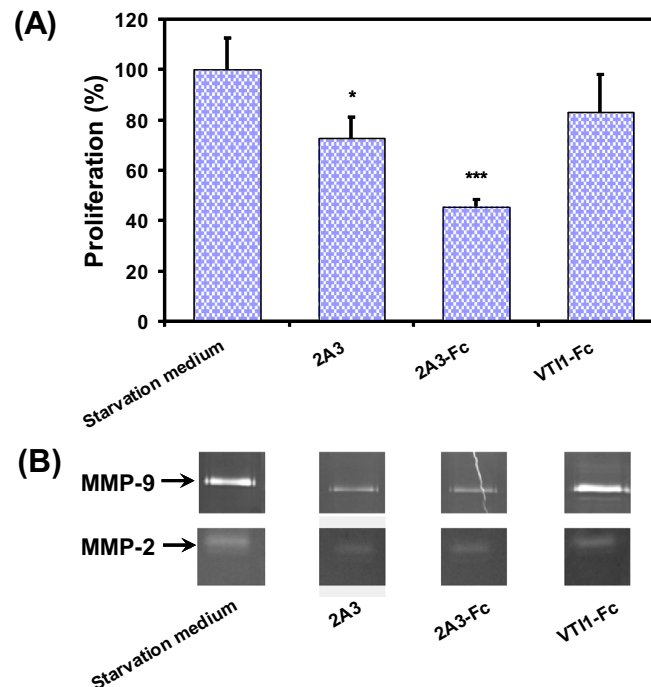 (A)
Proliferation (%)
120
100
80
60
40
20
0
*
***
Starvation medium
2A3
2A3-Fc
VTI1-Fc
(B)
MMP-9
MMP-2
Starvation medium
2A3
2A3-Fc
VTI1-Fc